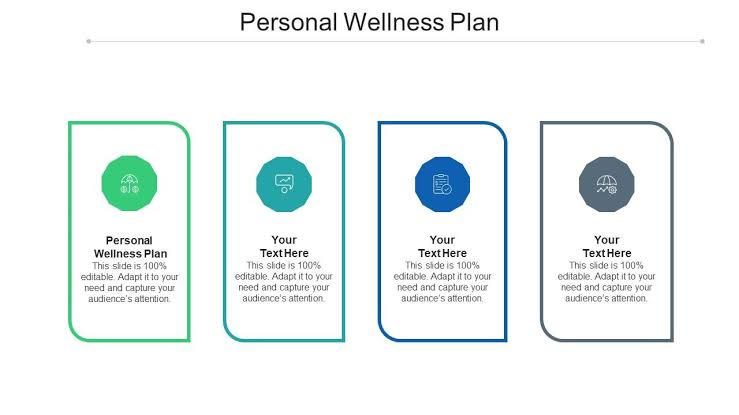 Personal Wellness Plan
Personal
Wellness Plan
This slide is 100%
editable. Adapt it to your
need and capture your
audience's attention.
Your
Text Here
This slide is 100%
editable. Adapt it to your
need and capture your
audience's attention.
Your
Text Here
This slide is 100%
editable. Adapt it to your
need and capture your
audience's attention.
Your
Text Here
This slide is 100%
editable. Adapt it to your
need and capture your
audience's attention.